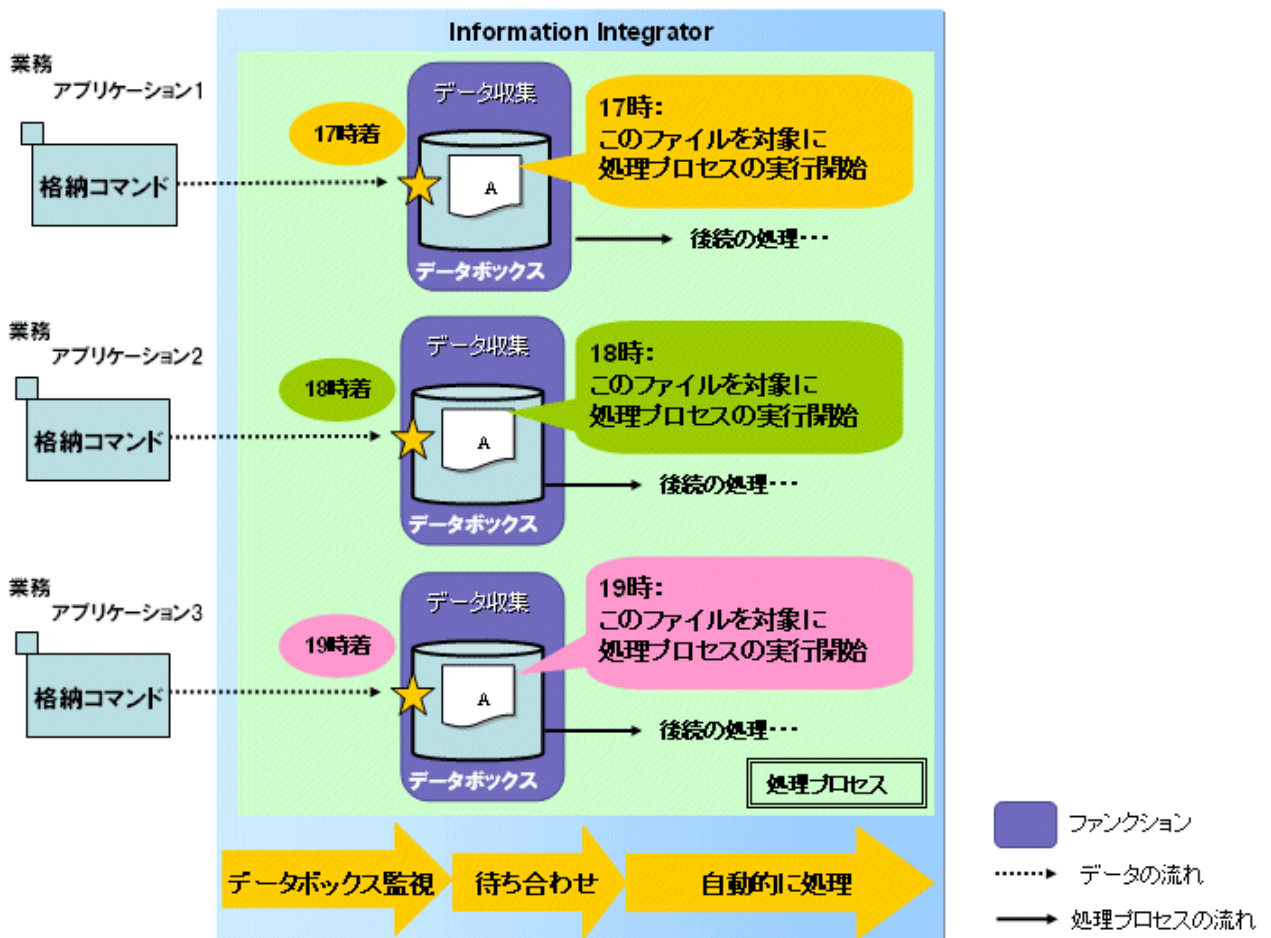 Information Integrator
業務
アプリケーション1
格納コマンド
17時着
データ収集
A
データボックス
17時:
このファイルを対象に
処理プロセスの実行開始
後続の処理・・・
業務
アプリケーション2
格納コマンド
18時着
データ収集
A
データボックス
18時:
このファイルを対象に
処理プロセスの実行開始
後続の処理・・・
業務
アプリケーション3
格納コマンド
19時着
データ収集
A
データボックス
19時:
このファイルを対象に
処理プロセスの実行開始
後続の処理・・・
処理プロセス
データボックス監視
待ち合わせ
自動的に処理
ファンクション
データの流れ
処理プロセスの流れ